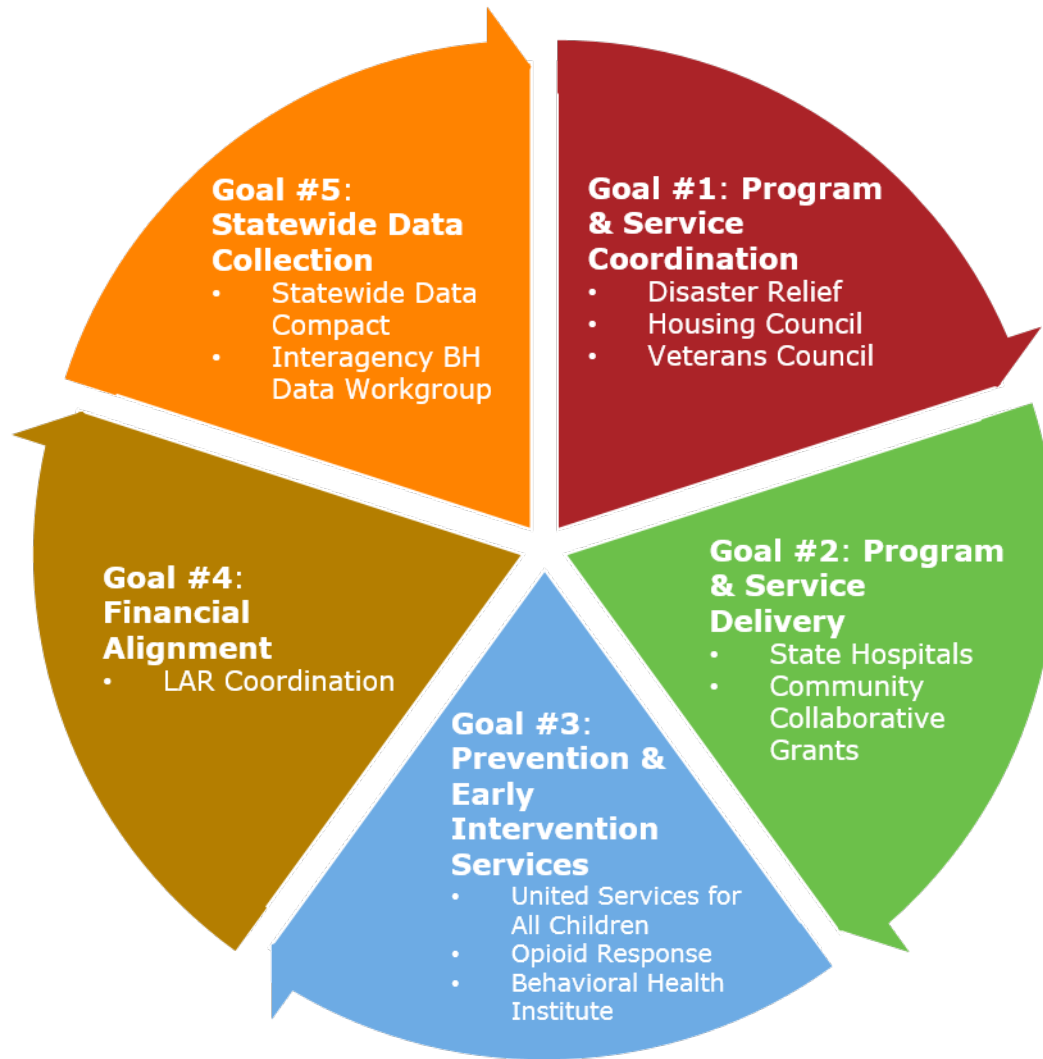 Goal #1: Program
& Service
Coordination
• Disaster Relief
• Housing Council
• Veterans Council
Goal #2: Program
& Service
Delivery
• State Hospitals
• Community
Collaborative
Grants
Goal #3:
Prevention &
Early
Intervention
Services
• United Services for
All Children
• Opioid Response
• Behavioral Health
Institute
Goal #4:
Financial
Alignment
• LAR Coordination
Goal #5:
Statewide Data
Collection
• Statewide Data
Compact
• Interagency BH
Data Workgroup